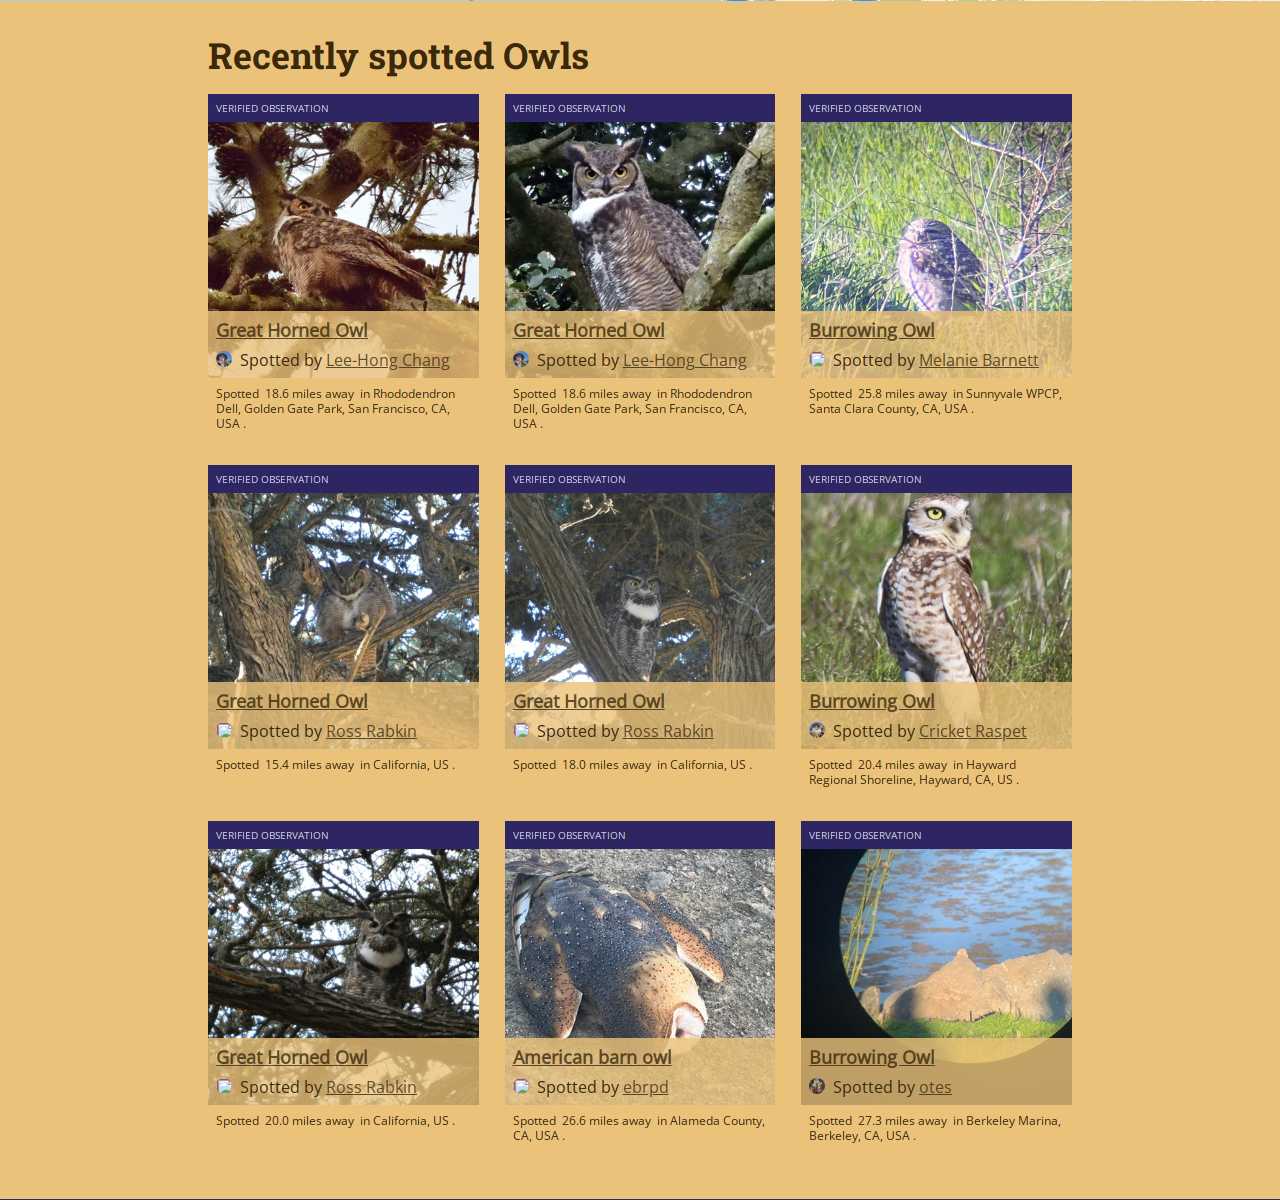 Recently spotted Owls
VERIFIED OBSERVATION
Great Horned Owl
Spotted by Lee-Hong Chang
Spotted 18.6 miles away in Rhododendron
Dell, Golden Gate Park, San Francisco, CA,
USA .
VERIFIED OBSERVATION
Great Horned Owl
Spotted by Lee-Hong Chang
Spotted 18.6 miles away in Rhododendron
Dell, Golden Gate Park, San Francisco, CA,
USA .
VERIFIED OBSERVATION
Burrowing Owl
Spotted by Melanie Barnett
Spotted 25.8 miles away in Sunnyvale WPCP,
Santa Clara County, CA, USA .
VERIFIED OBSERVATION
Great Horned Owl
Spotted by Ross Rabkin
Spotted 15.4 miles away in California, US .
VERIFIED OBSERVATION
Great Horned Owl
Spotted by Ross Rabkin
Spotted 18.0 miles away in California, US .
VERIFIED OBSERVATION
Burrowing Owl
Spotted by Cricket Raspet
Spotted 20.4 miles away in Hayward
Regional Shoreline, Hayward, CA, US .
VERIFIED OBSERVATION
Great Horned Owl
Spotted by Ross Rabkin
Spotted 20.0 miles away in California, US .
VERIFIED OBSERVATION
American barn owl
Spotted by ebrpd
Spotted 26.6 miles away in Alameda County,
CA, USA .
VERIFIED OBSERVATION
Burrowing Owl
Spotted by otes
Spotted 27.3 miles away in Berkeley Marina,
Berkeley, CA, USA .